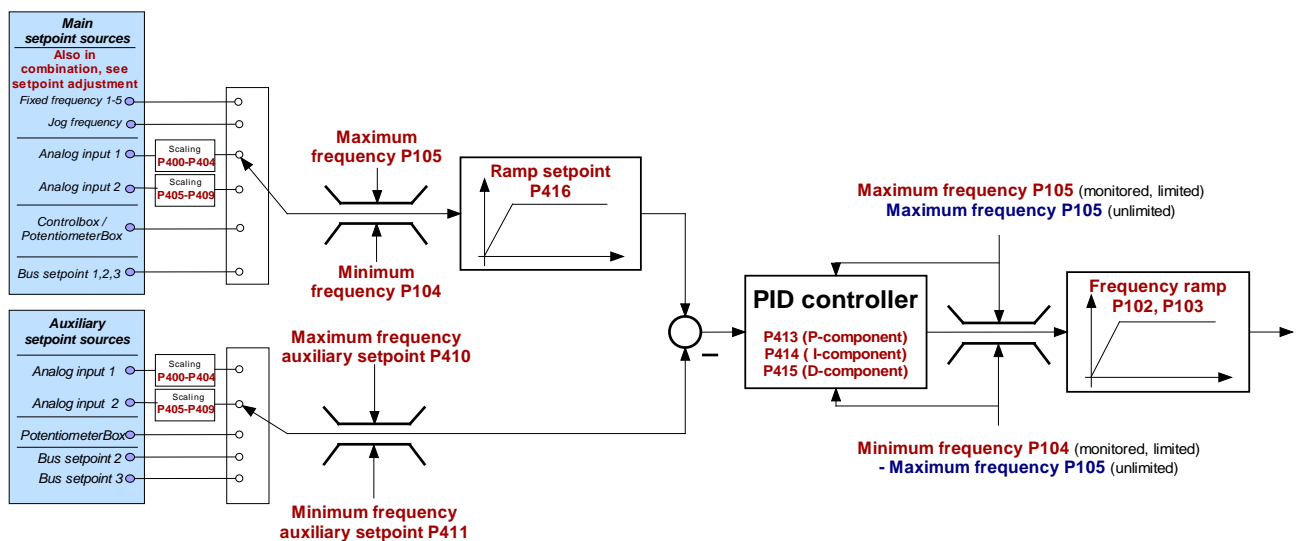 Main
setpoint sources
Also in
combination, see
setpoint adjustment
Fixed frequency 1-5
Jog frequency
Analog input 1
Scaling
P400-P404
Analog input 2
Scaling
P405-P409
Controlbox /
PotentiometerBox
Bus setpoint 1,2,3
Maximum
frequency P105
Minimum
frequency P104
Ramp setpoint
P416
Auxiliary
setpoint sources
Analog input 1
Scaling
P400-P404
Analog input 2
Scaling
P405-P409
PotentiometerBox
Bus setpoint 2
Bus setpoint 3
Maximum frequency
auxiliary setpoint P410
Minimum frequency
auxiliary setpoint P411
–
PID controller
P413 (P-component)
P414 ( I-component)
P415 (D-component)
Maximum frequency P105 (monitored, limited)
Maximum frequency P105 (unlimited)
Minimum frequency P104 (monitored, limited)
- Maximum frequency P105 (unlimited)
Frequency ramp
P102, P103